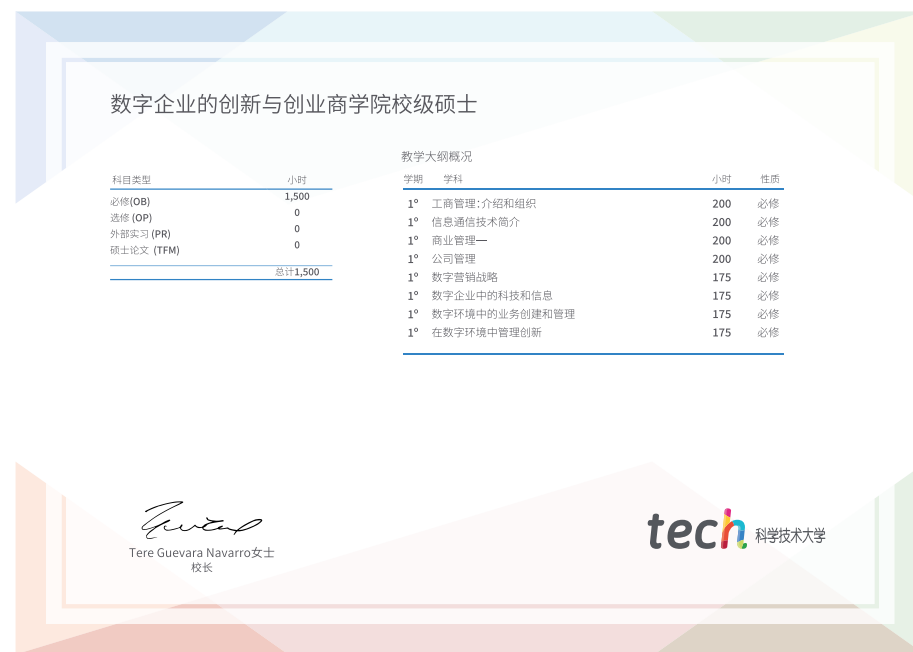 数字企业的创新与创业商学院校级硕士
科目类型 小时
必修(OB) 1,500
选修 (OP) 0
外部实习 (PR) 0
硕士论文 (TFM) 0
总计1,500
教学大纲概况
学期 学科 小时 性质
1º 工商管理:介绍和组织 200 必修
1º 信息通信技术简介 200 必修
1º 商业管理— 200 必修
1º 公司管理 200 必修
1º 数字营销战略 175 必修
1º 数字企业中的科技和信息 175 必修
1º 数字环境中的业务创建和管理 175 必修
1º 在数字环境中管理创新 175 必修
Tere Guevara Navarro女士
校长
tech 科学技术大学